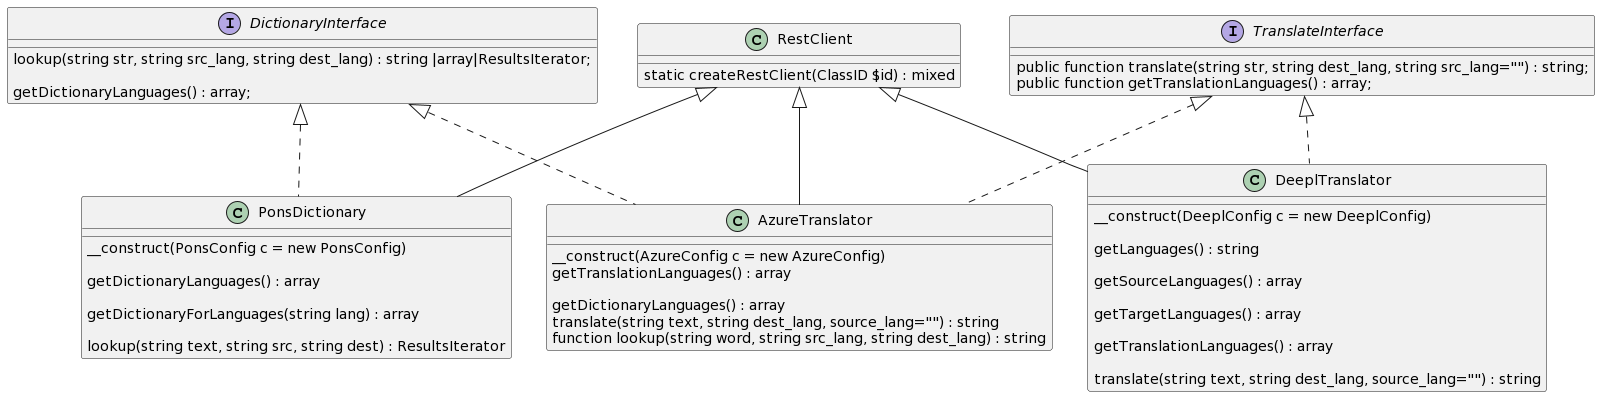 I DictionaryInterface
lookup(string str, string src_lang, string dest_lang) : string |array|ResultsIterator;
getDictionaryLanguages() : array;
C RestClient
static createRestClient(ClassID $id) : mixed
I TranslateInterface
public function translate(string str, string dest_lang, string src_lang="") : string;
public function getTranslationLanguages() : array;
C PonsDictionary
__construct(PonsConfig c = new PonsConfig)
getDictionaryLanguages() : array
getDictionaryForLanguages(string lang) : array
lookup(string text, string src, string dest) : ResultsIterator
C AzureTranslator
__construct(AzureConfig c = new AzureConfig)
getTranslationLanguages() : array
getDictionaryLanguages() : array
translate(string text, string dest_lang, source_lang="") : string
function lookup(string word, string src_lang, string dest_lang) : string
C DeeplTranslator
__construct(DeeplConfig c = new DeeplConfig)
getLanguages() : string
getSourceLanguages() : array
getTargetLanguages() : array
getTranslationLanguages() : array
translate(string text, string dest_lang, source_lang="") : string